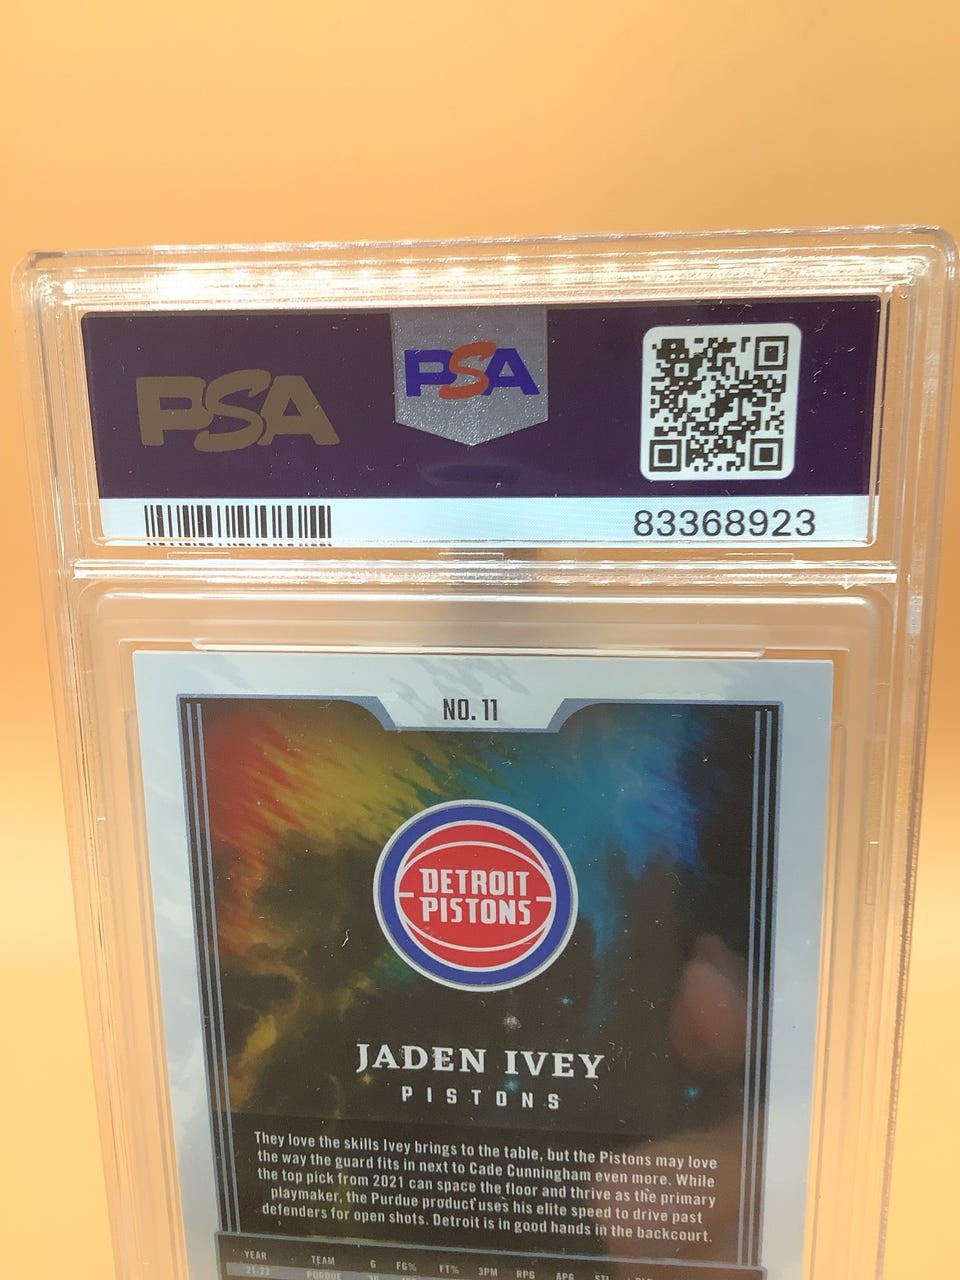 PSA
PSA
83368923
NO. 11
DETROIT
PISTONS
JADEN IVEY
PISTONS
They love the skills Ivey brings to the table, but the Pistons may love
the way the guard fits in next to Cade Cunningham even more. While
the top pick from 2021 can space the floor and thrive as the primary
playmaker, the Purdue product uses his elite speed to drive past
defenders for open shots. Detroit is in good hands in the backcourt.
YEAR TEAM G FG% FT% 3PM RPG APG STL
21-22 PURDUE